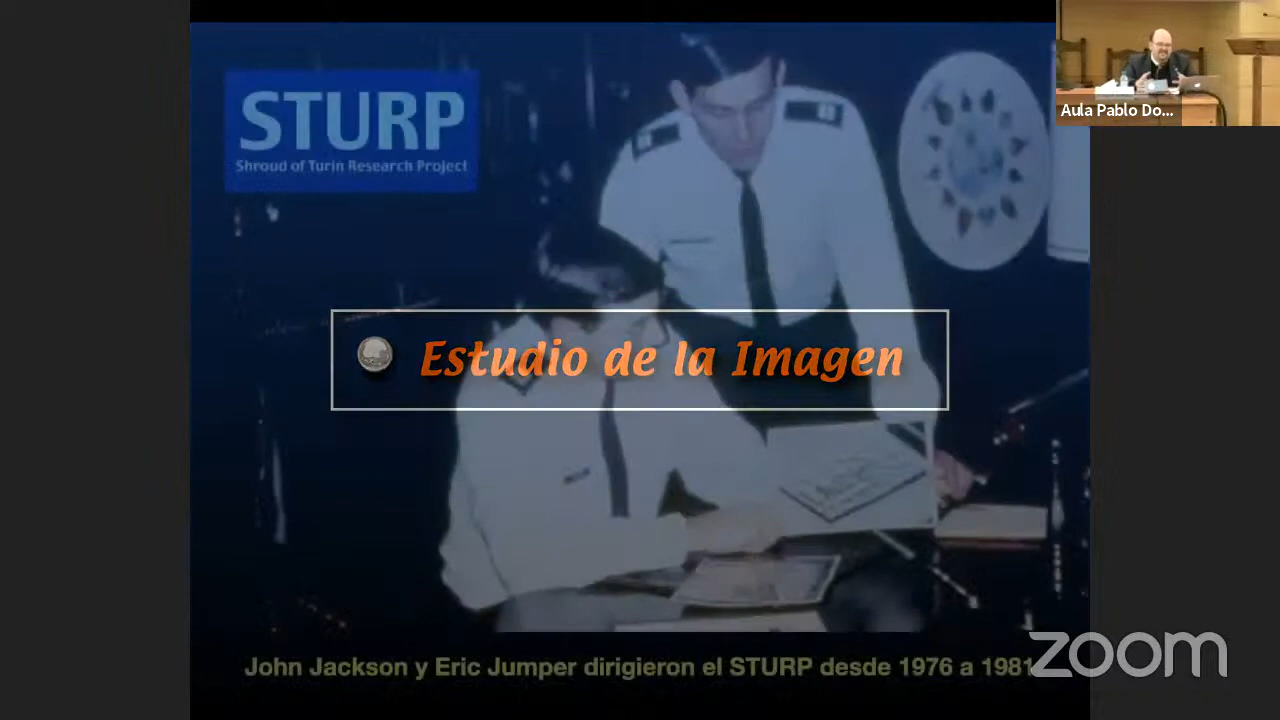 STURP
Shroud of Turin Research Project
Aula Pablo Do...
Estudio de la Imagen
John Jackson y Eric Jumper dirigieron el STURP desde 1976 a 1981
zoom